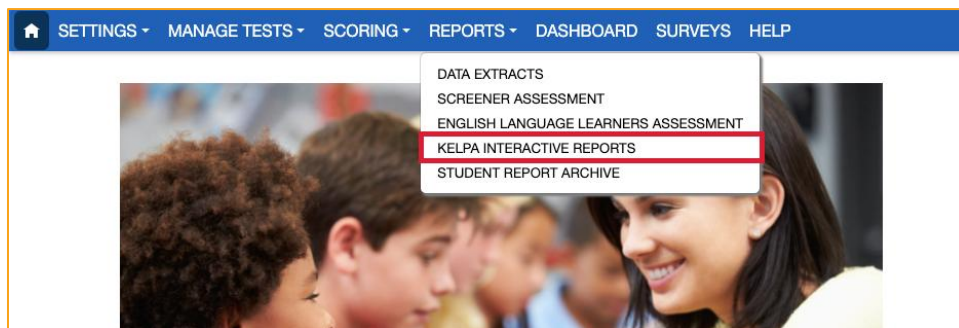 SETTINGS MANAGE TESTS SCORING REPORTS DASHBOARD SURVEYS HELP
DATA EXTRACTS
SCREENER ASSESSMENT
ENGLISH LANGUAGE LEARNERS ASSESSMENT
KELPA INTERACTIVE REPORTS
STUDENT REPORT ARCHIVE